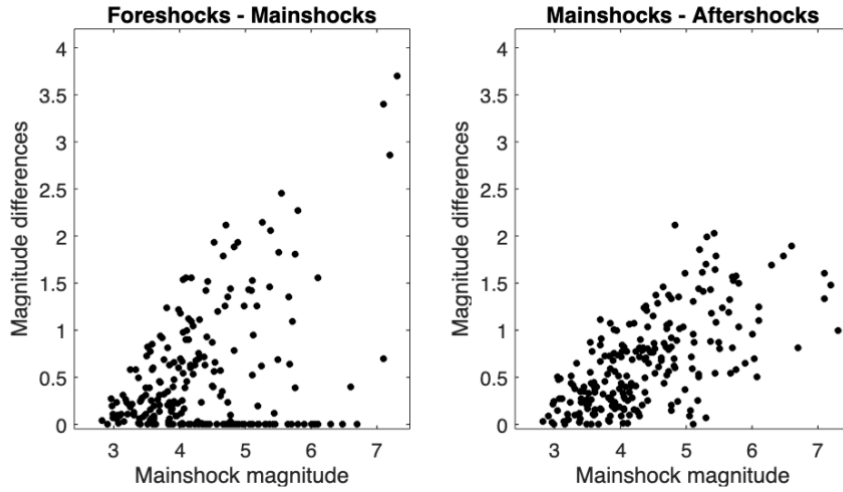 Foreshocks - Mainshocks
Magnitude differences
4
3.5
3
2.5
2
1.5
1
0.5
0
3 4 5 6 7
Mainshock magnitude
Mainshocks - Aftershocks
Magnitude differences
4
3.5
3
2.5
2
1.5
1
0.5
0
3 4 5 6 7
Mainshock magnitude